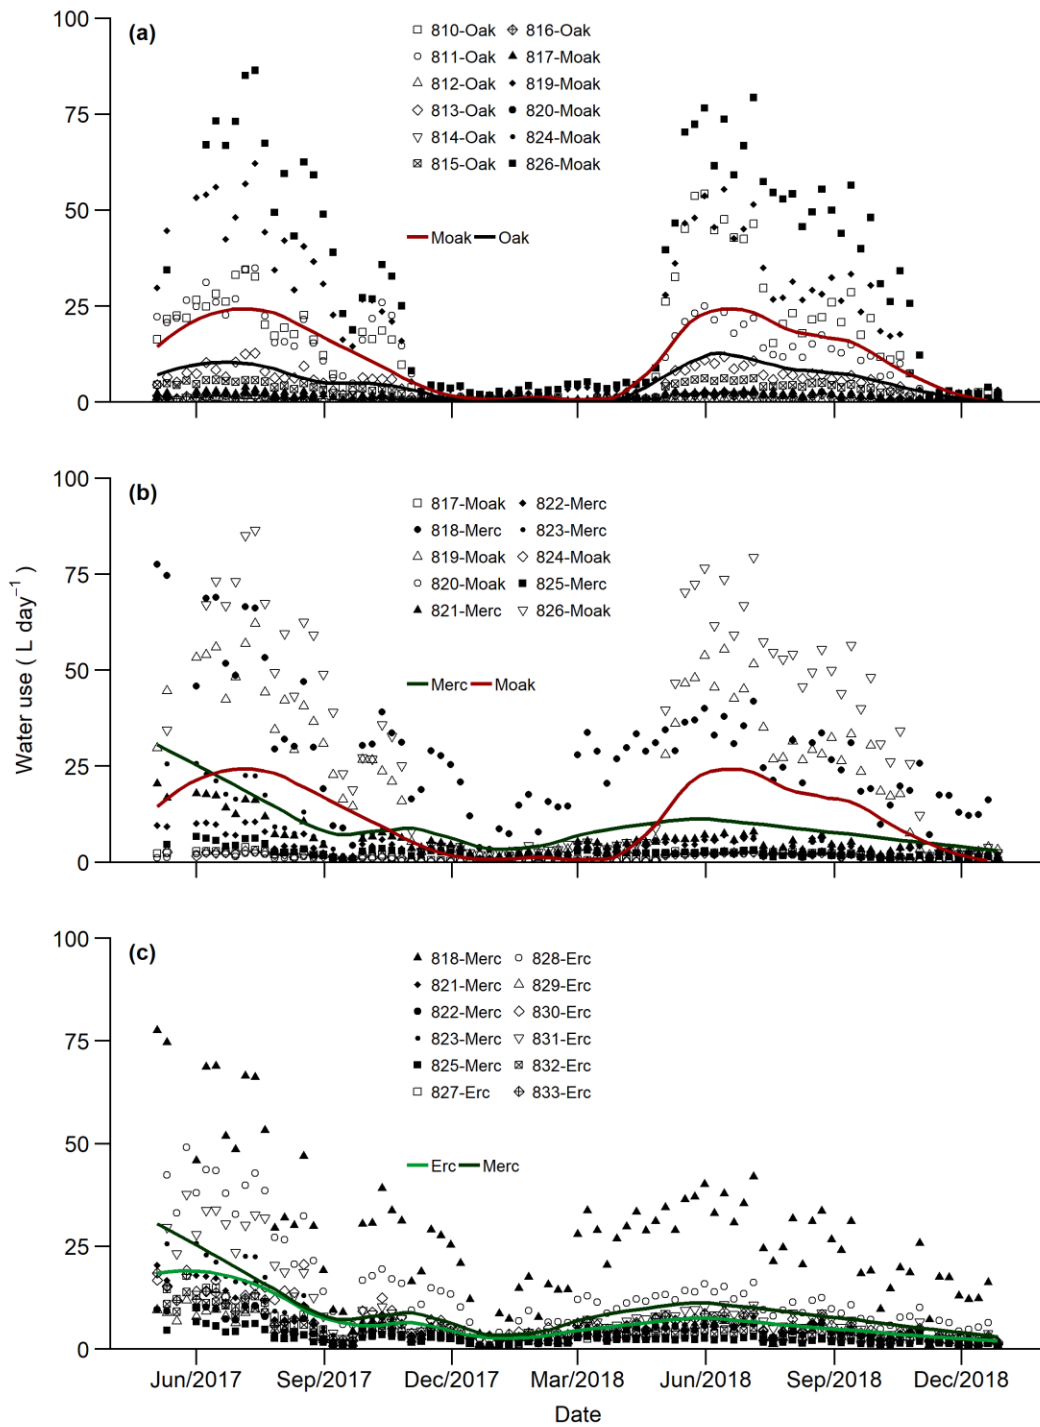 100
(a)
810-Oak 816-Oak
811-Oak 817-Moak
812-Oak 819-Moak
813-Oak 820-Moak
814-Oak 824-Moak
815-Oak 826-Moak
75
50
Moak Oak
25
0
100
(b)
817-Moak 822-Merc
818-Merc 823-Merc
819-Moak 824-Moak
820-Moak 825-Merc
821-Merc 826-Moak
75
50
Merc Moak
25
0
Water use ( L day⁻¹ )
100
(c)
818-Merc 828-Erc
821-Merc 829-Erc
822-Merc 830-Erc
823-Merc 831-Erc
825-Merc 832-Erc
827-Erc 833-Erc
75
50
Erc Merc
25
0
Jun/2017 Sep/2017 Dec/2017 Mar/2018 Jun/2018 Sep/2018 Dec/2018
Date